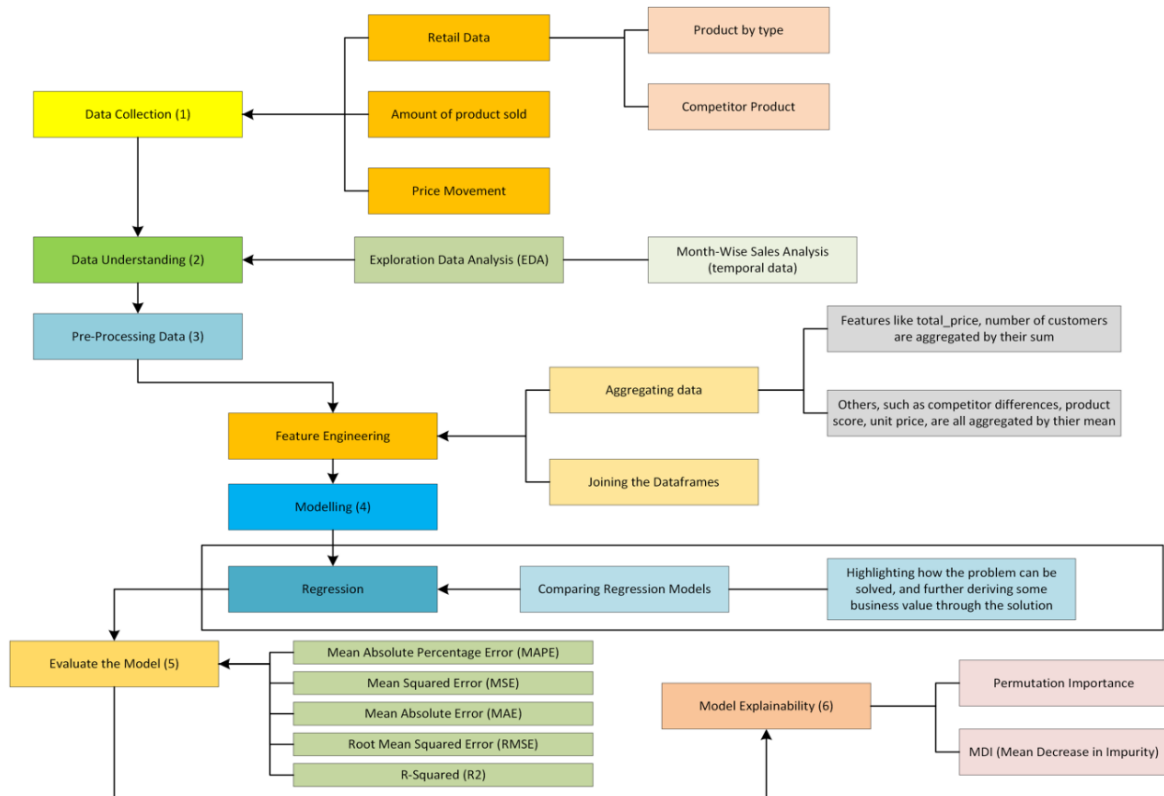 Retail Data
Product by type
Data Collection (1)
Amount of product sold
Competitor Product
Price Movement
Data Understanding (2)
Exploration Data Analysis (EDA)
Month-Wise Sales Analysis
(temporal data)
Pre-Processing Data (3)
Features like total_price, number of customers
are aggregated by their sum
Aggregating data
Others, such as competitor differences, product
score, unit price, are all aggregated by thier mean
Feature Engineering
Joining the Dataframes
Modelling (4)
Regression
Comparing Regression Models
Highlighting how the problem can be
solved, and further deriving some
business value through the solution
Evaluate the Model (5)
Mean Absolute Percentage Error (MAPE)
Mean Squared Error (MSE)
Mean Absolute Error (MAE)
Root Mean Squared Error (RMSE)
R-Squared (R2)
Model Explainability (6)
Permutation Importance
MDI (Mean Decrease in Impurity)